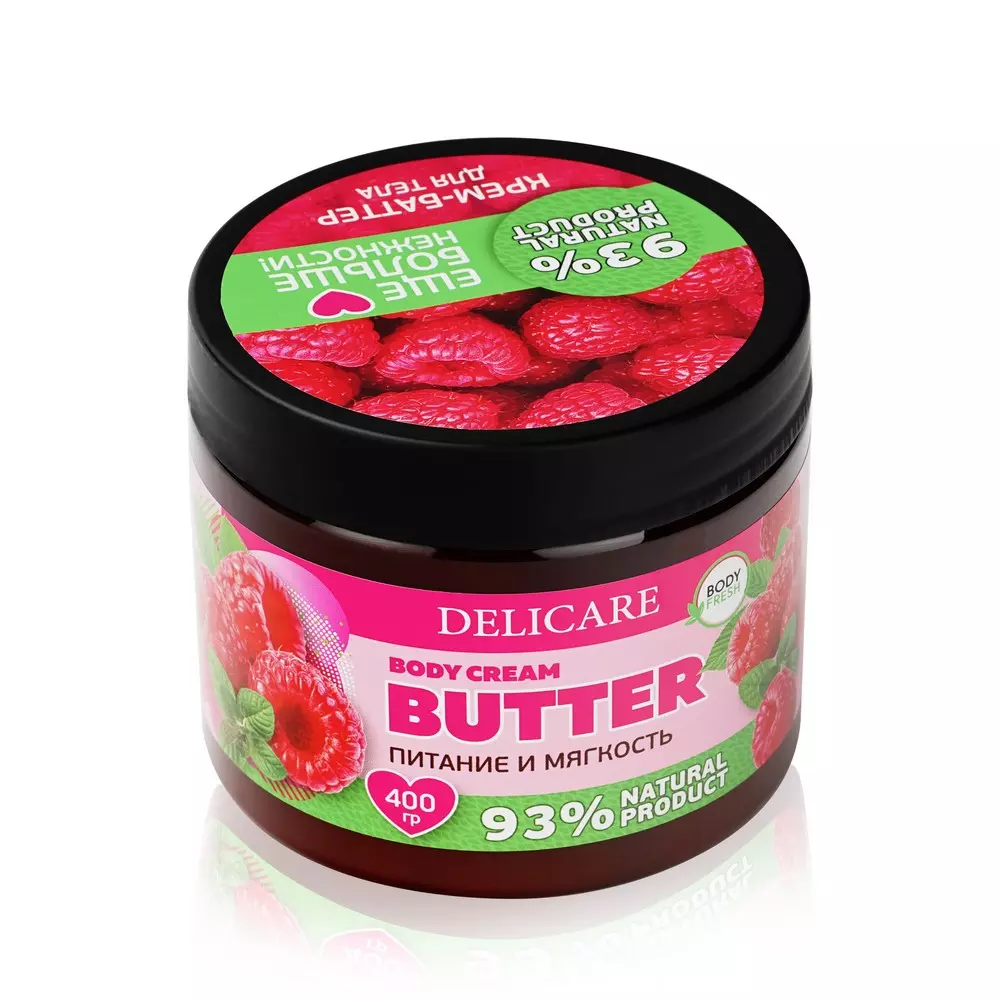 КРЕМ-БАТТЕР
ДЛЯ ТЕЛА
ЕЩЕ
БОЛЬШЕ
НЕЖНОСТИ!
93%
NATURAL
PRODUCT
DELICARE
BODY
FRESH
BODY CREAM
BUTTER
ПИТАНИЕ И МЯГКОСТЬ
400
гр
93% NATURAL
PRODUCT